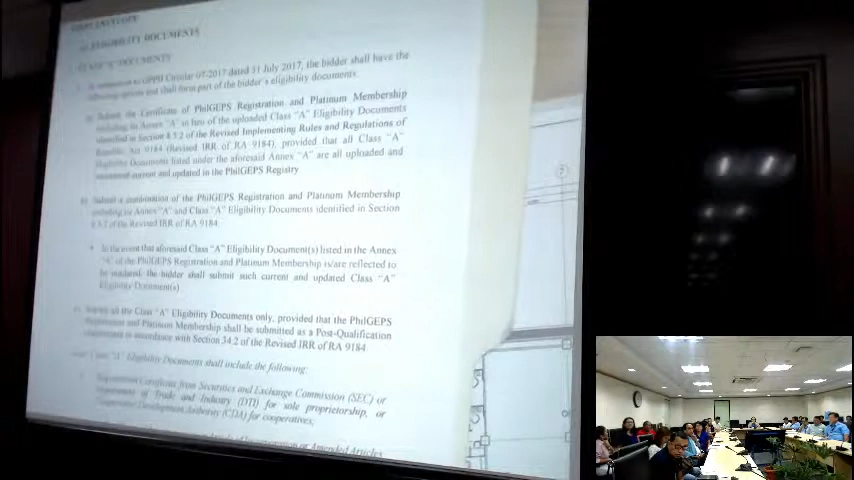 ELIGIBILITY DOCUMENTS
CLASS "A" DOCUMENTS
GPPB Circular 07-2017 dated 31 July 2017, the bidder shall have the
following options and shall form part of the bidder's eligibility documents:
Submit the Certificate of PhilGEPS Registration and Platinum Membership
including its Annex "A" in lieu of the uploaded Class "A" Eligibility Documents
identified in Section 8.5.2 of the Revised Implementing Rules and Regulations of
Republic Act 9184 (Revised IRR of RA 9184), provided that all Class "A"
Eligibility Documents listed under the aforesaid Annex "A" are all uploaded and
maintained current and updated in the PhilGEPS Registry
Submit a combination of the PhilGEPS Registration and Platinum Membership
including its Annex "A" and Class "A" Eligibility Documents identified in Section
of the Revised IRR of RA 9184.
In the event that aforesaid Class "A" Eligibility Document(s) listed in the Annex
"A" of the PhilGEPS Registration and Platinum Membership is/are reflected to
be outdated, the bidder shall submit such current and updated Class "A"
Eligibility Document(s)
Submit all the Class "A" Eligibility Documents only, provided that the PhilGEPS
Registration and Platinum Membership shall be submitted as a Post-Qualification
in accordance with Section 34.2 of the Revised IRR of RA 9184.
Class "A" Eligibility Documents shall include the following:
Registration Certificate from Securities and Exchange Commission (SEC) or
Department of Trade and Industry (DTI) for sole proprietorship, or
Cooperative Development Authority (CDA) for cooperatives;
or Amended Articles